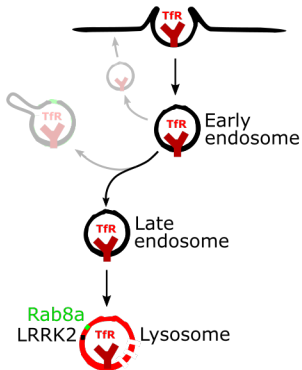 TfR
TfR
TfR
TfR
Early
endosome
TfR
Late
endosome
Rab8a
LRRK2
TfR
Lysosome